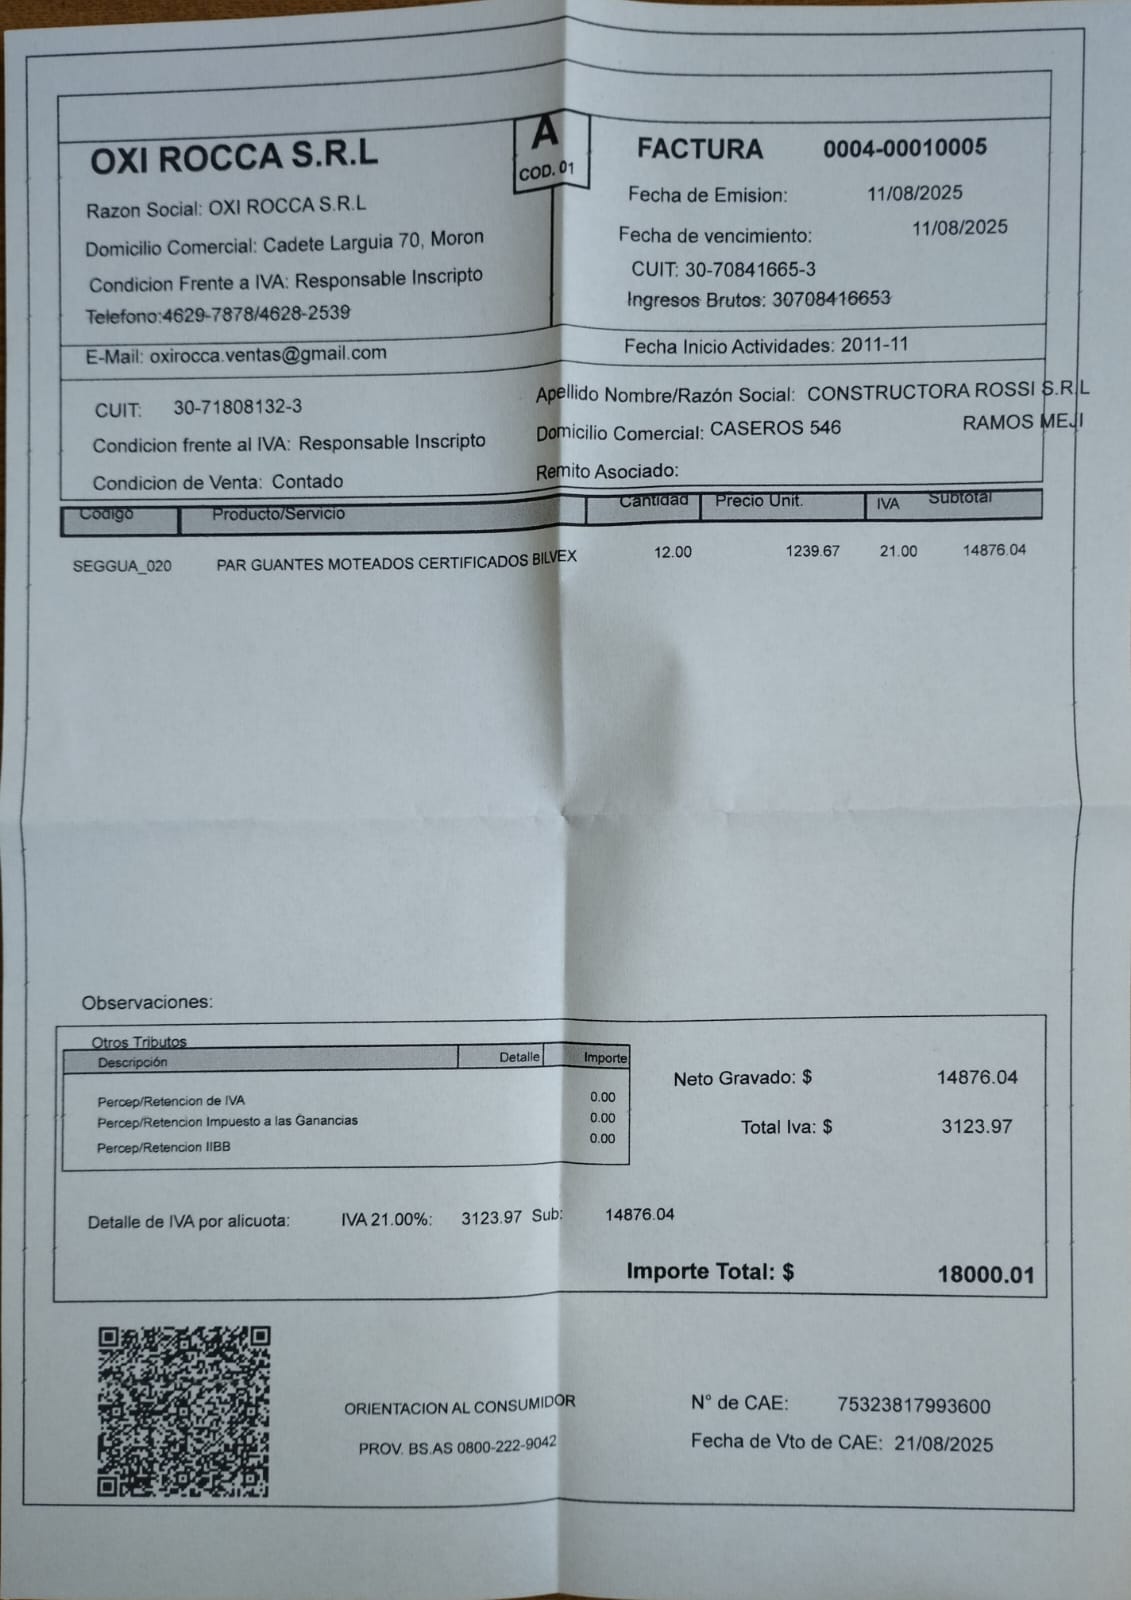 OXI ROCCA S.R.L
Razon Social: OXI ROCCA S.R.L
Domicilio Comercial: Cadete Larguia 70, Moron
Condicion Frente a IVA: Responsable Inscripto
Telefono:4629-7878/4628-2539
E-Mail: oxirocca.ventas@gmail.com
A
COD. 01
FACTURA 0004-00010005
Fecha de Emision: 11/08/2025
Fecha de vencimiento: 11/08/2025
CUIT: 30-70841665-3
Ingresos Brutos: 30708416653
Fecha Inicio Actividades: 2011-11
CUIT: 30-71808132-3
Condicion frente al IVA: Responsable Inscripto
Condicion de Venta: Contado
Apellido Nombre/Razón Social: CONSTRUCTORA ROSSI S.R.L
Domicilio Comercial: CASEROS 546 RAMOS MEJI
Remito Asociado:
Codigo Producto/Servicio Cantidad Precio Unit. IVA Subtotal
SEGGUA_020 PAR GUANTES MOTEADOS CERTIFICADOS BILVEX 12.00 1239.67 21.00 14876.04
Observaciones:
Otros Tributos
Descripción Detalle Importe
Percep/Retencion de IVA 0.00
Percep/Retencion Impuesto a las Ganancias 0.00
Percep/Retencion IIBB 0.00
Neto Gravado: $ 14876.04
Total Iva: $ 3123.97
Detalle de IVA por alicuota: IVA 21.00%: 3123.97 Sub: 14876.04
Importe Total: $ 18000.01
ORIENTACION AL CONSUMIDOR
PROV. BS.AS 0800-222-9042
N° de CAE: 75323817993600
Fecha de Vto de CAE: 21/08/2025